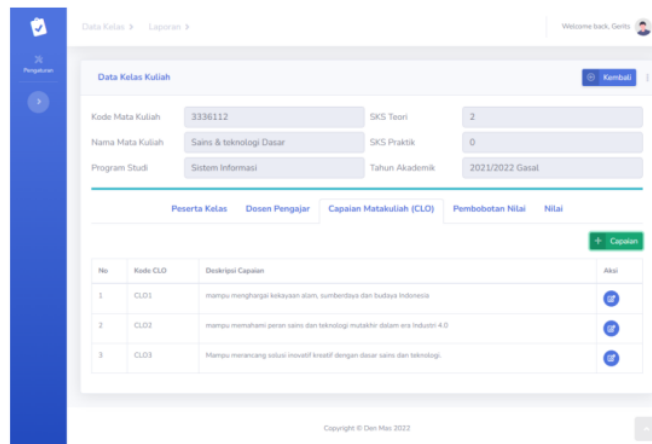 Data Kelas > Laporan >
Welcome back, Gerits
Pengaturan
Data Kelas Kuliah
Kembali
Kode Mata Kuliah 3336112 SKS Teori 2
Nama Mata Kuliah Sains & teknologi Dasar SKS Praktik 0
Program Studi Sistem Informasi Tahun Akademik 2021/2022 Gasal
Peserta Kelas Dosen Pengajar Capaian Matakuliah (CLO) Pembobotan Nilai Nilai
+ Capaian
No Kode CLO Deskripsi Capaian Aksi
1 CLO1 mampu menghargai kekayaan alam, sumberdaya dan budaya Indonesia
2 CLO2 mampu memahami peran sains dan teknologi mutakhir dalam era Industri 4.0
3 CLO3 Mampu merancang solusi inovatif kreatif dengan dasar sains dan teknologi.
Copyright © Den Mas 2022